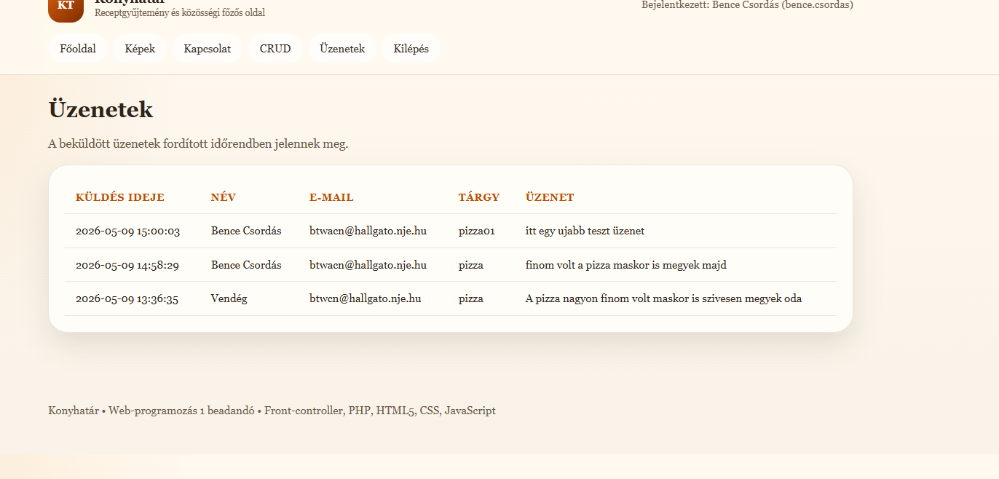 KT
Konyhatár
Receptgyűjtemény és közösségi főzős oldal
Bejelentkezett: Bence Csordás (bence.csordas)
Főoldal Képek Kapcsolat CRUD Üzenetek Kilépés
Üzenetek
A beküldött üzenetek fordított időrendben jelennek meg.
KÜLDÉS IDEJE NÉV E-MAIL TÁRGY ÜZENET
2026-05-09 15:00:03 Bence Csordás btwacn@hallgato.nje.hu pizza01 itt egy ujabb teszt üzenet
2026-05-09 14:58:29 Bence Csordás btwacn@hallgato.nje.hu pizza finom volt a pizza maskor is megyek majd
2026-05-09 13:36:35 Vendég btwcn@hallgato.nje.hu pizza A pizza nagyon finom volt maskor is szivesen megyek oda
Konyhatár • Web-programozás 1 beadandó • Front-controller, PHP, HTML5, CSS, JavaScript